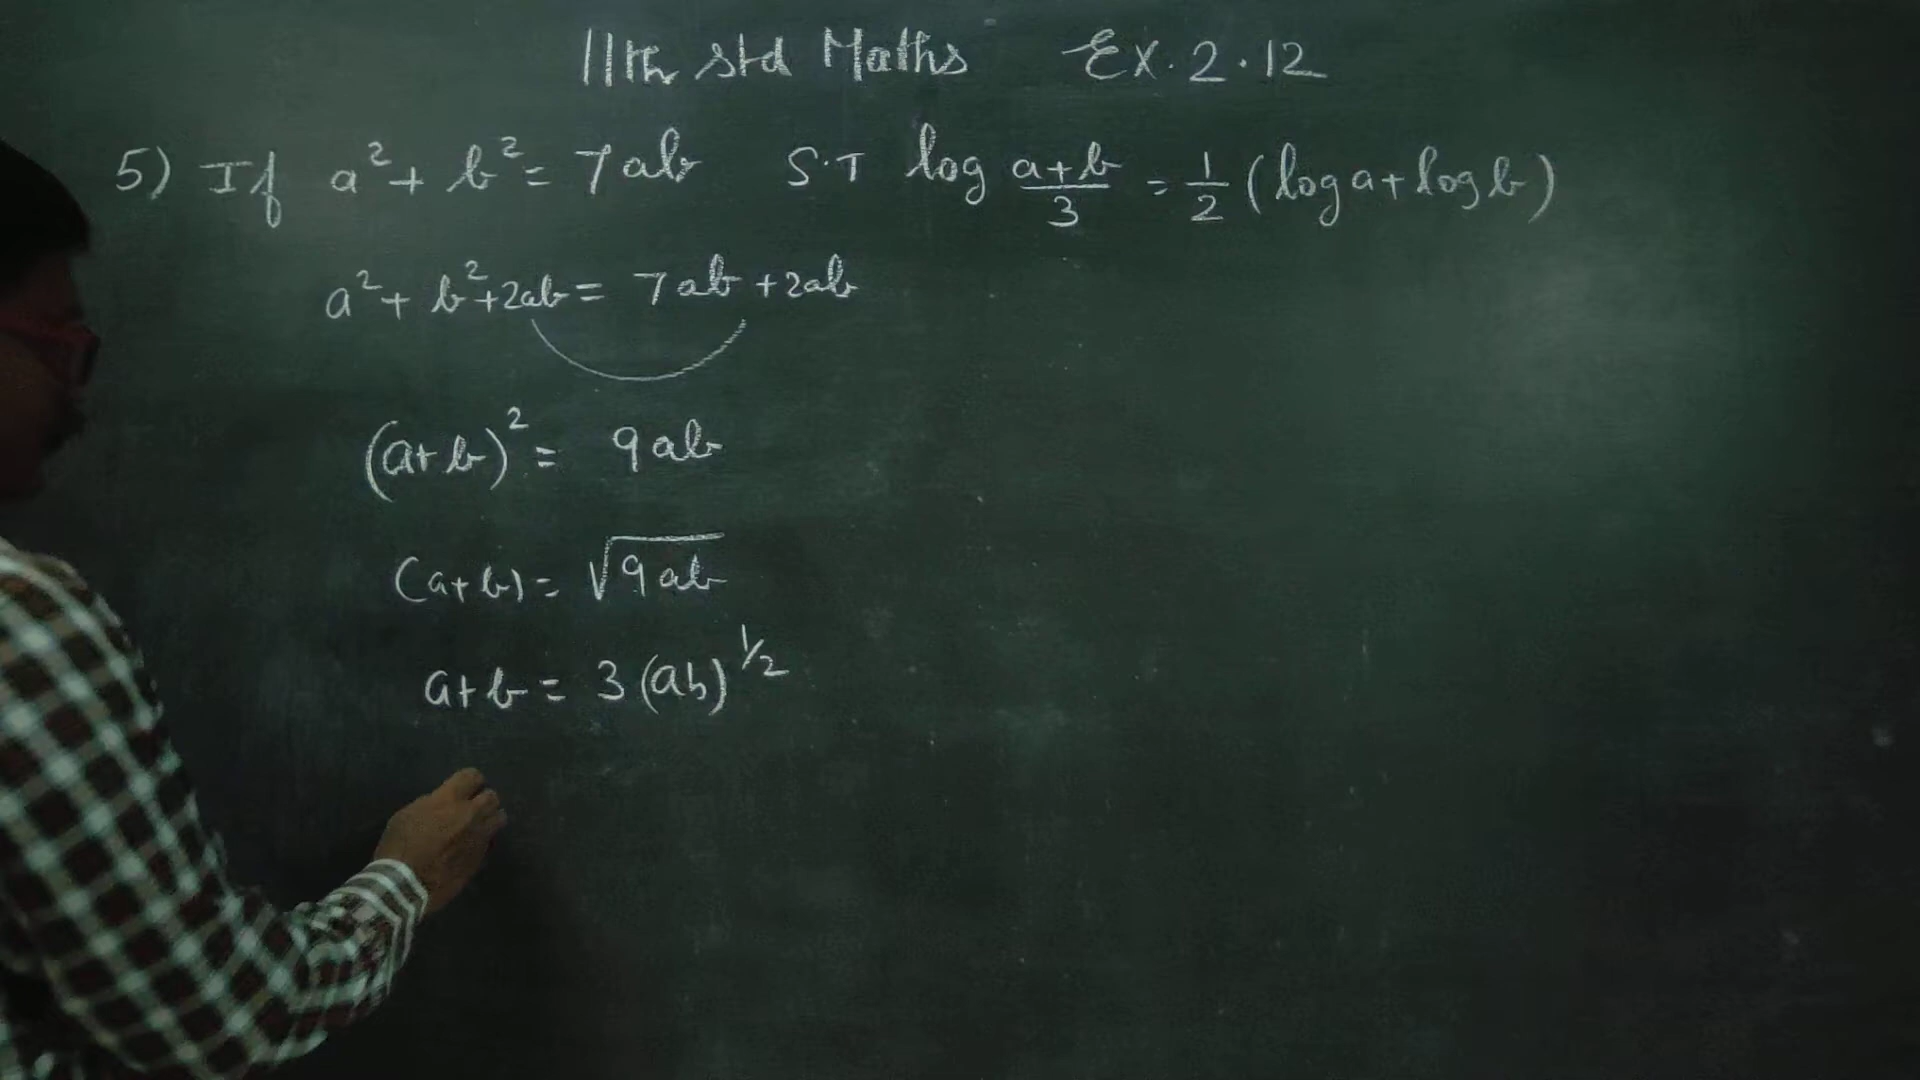 11th std Maths Ex. 2.12
5) If a² + b² = 7ab S.T log (a+b)/3 = 1/2 (log a + log b)
a² + b² + 2ab = 7ab + 2ab
(a+b)² = 9ab
(a+b) = √9ab
a+b = 3(ab)^1/2